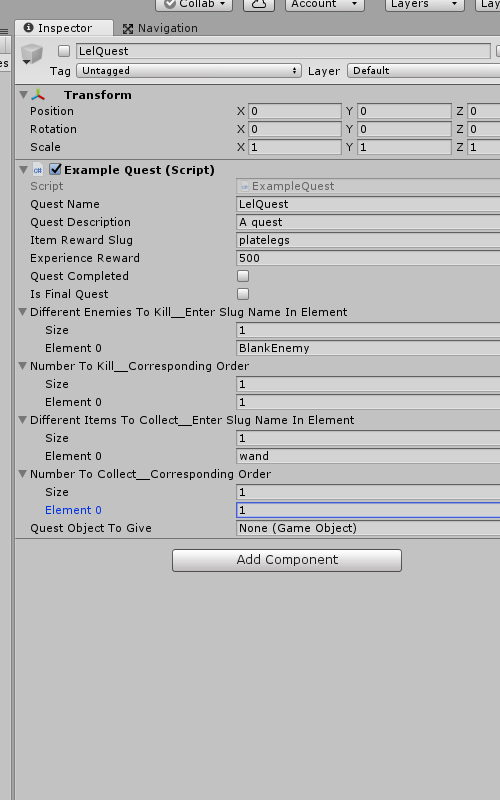 Collab Account Layers Lay
Inspector Navigation
es
LelQuest
Tag Untagged Layer Default
Transform
Position X 0 Y 0 Z 0
Rotation X 0 Y 0 Z 0
Scale X 1 Y 1 Z 1
C# Example Quest (Script)
Script ExampleQuest
Quest Name LelQuest
Quest Description A quest
Item Reward Slug platelegs
Experience Reward 500
Quest Completed
Is Final Quest
Different Enemies To Kill__Enter Slug Name In Element
Size 1
Element 0 BlankEnemy
Number To Kill__Corresponding Order
Size 1
Element 0 1
Different Items To Collect__Enter Slug Name In Element
Size 1
Element 0 wand
Number To Collect__Corresponding Order
Size 1
Element 0 1
Quest Object To Give None (Game Object)
Add Component